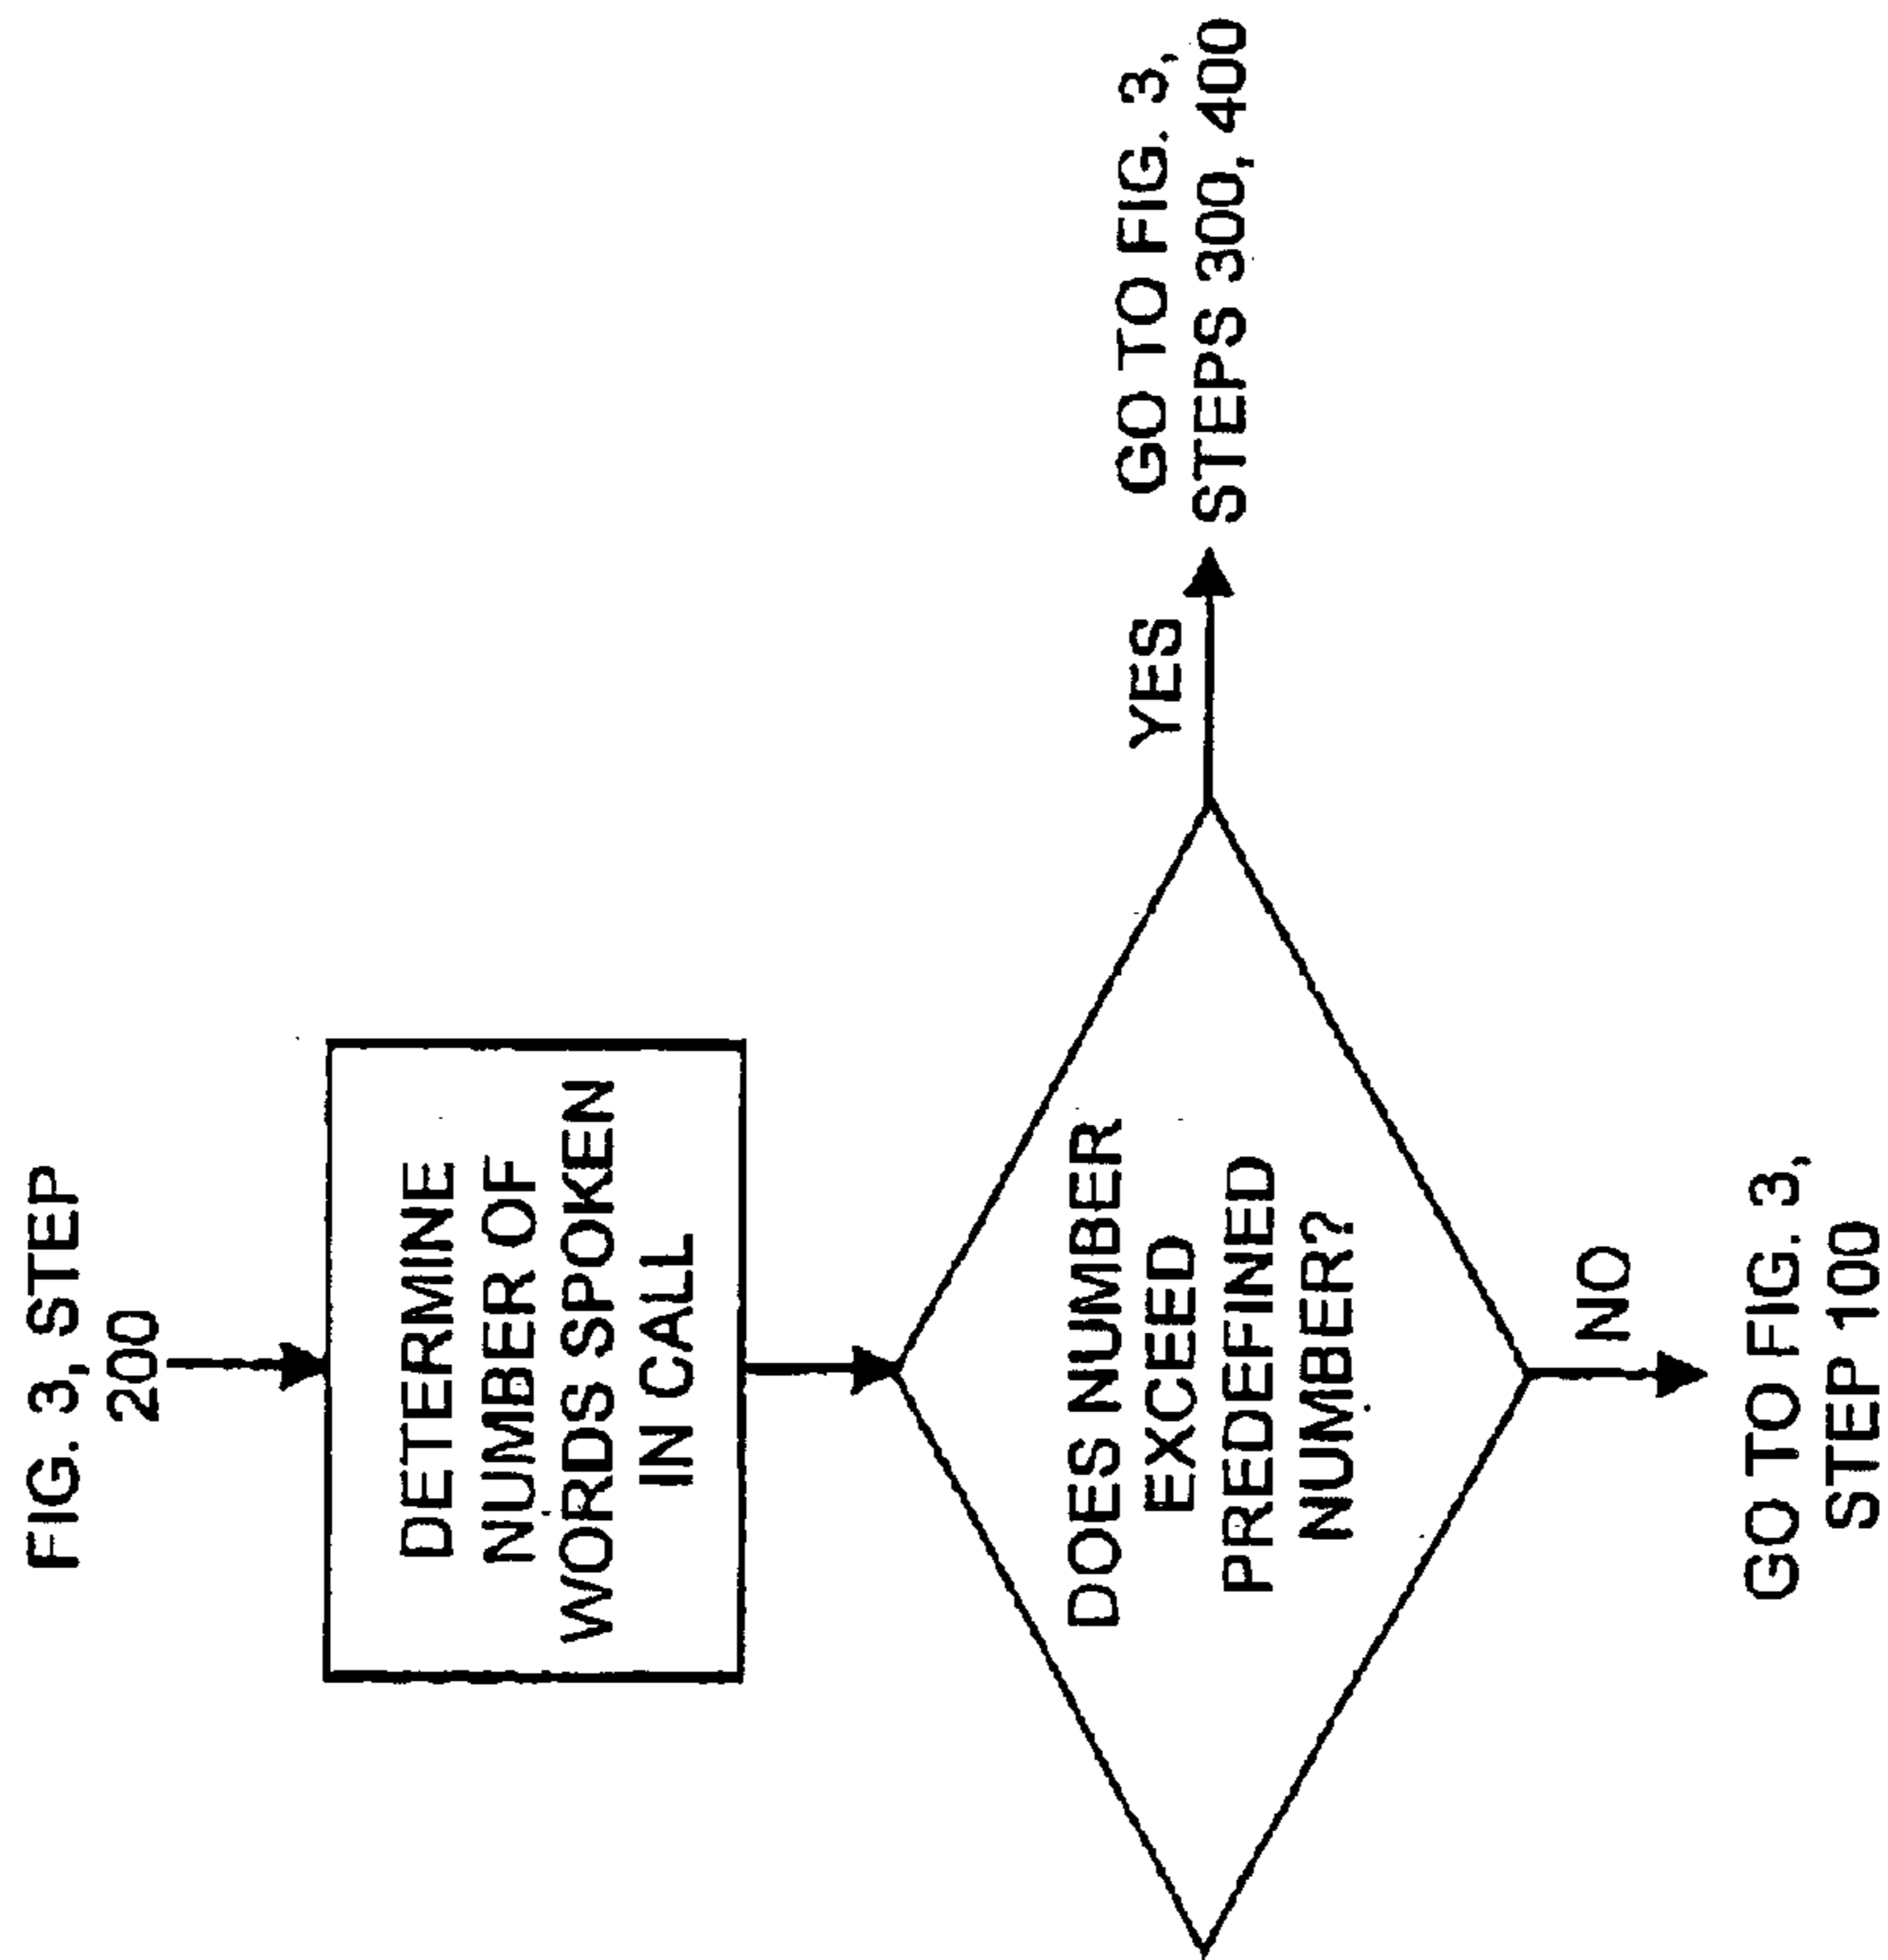 FIG. 3, STEP
200
DETERMINE
NUMBER OF
WORDS SPOKEN
IN CALL
DOES NUMBER
EXCEED
PREDEFINED
NUMBER?
YES
GO TO FIG. 3,
STEPS 300, 400
NO
GO TO FIG. 3,
STEP 100